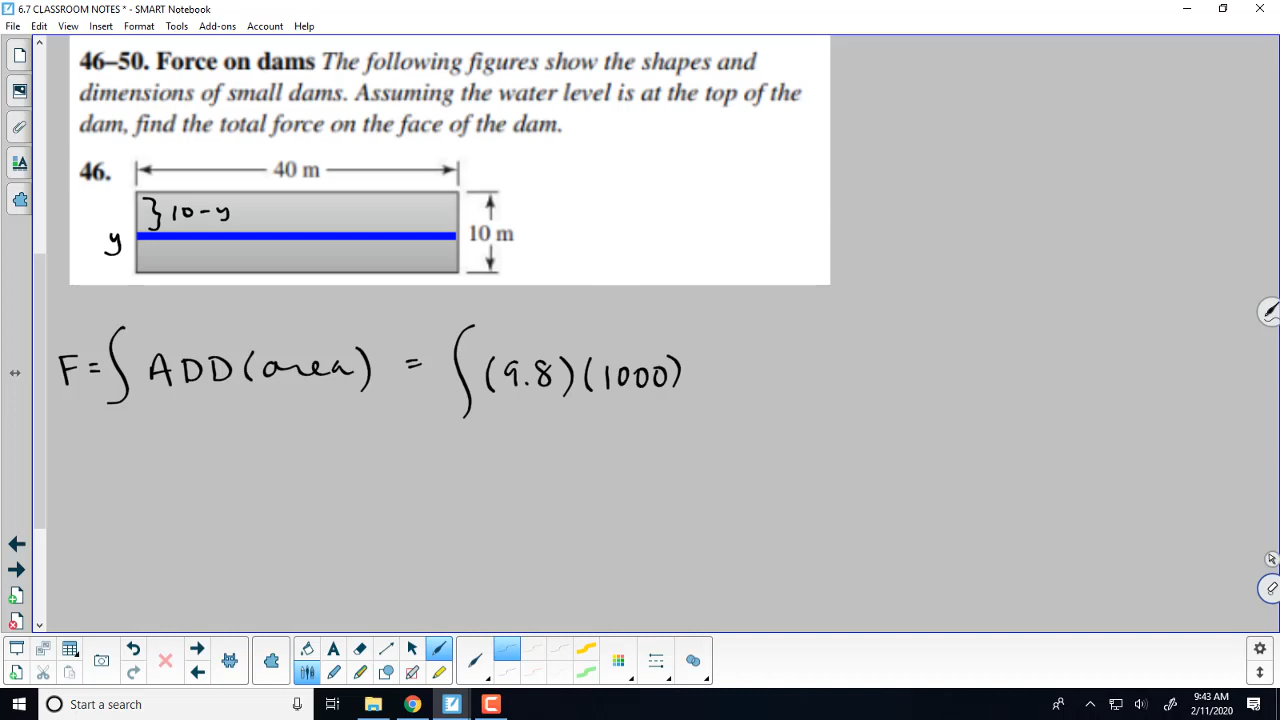 6.7 CLASSROOM NOTES * - SMART Notebook
File Edit View Insert Format Tools Add-ons Account Help
46–50. Force on dams The following figures show the shapes and
dimensions of small dams. Assuming the water level is at the top of the
dam, find the total force on the face of the dam.
46.
40 m
} 10 - y
y
10 m
F = ∫ ADD (area) = ∫ (9.8)(1000)
Start a search
9:43 AM
2/11/2020